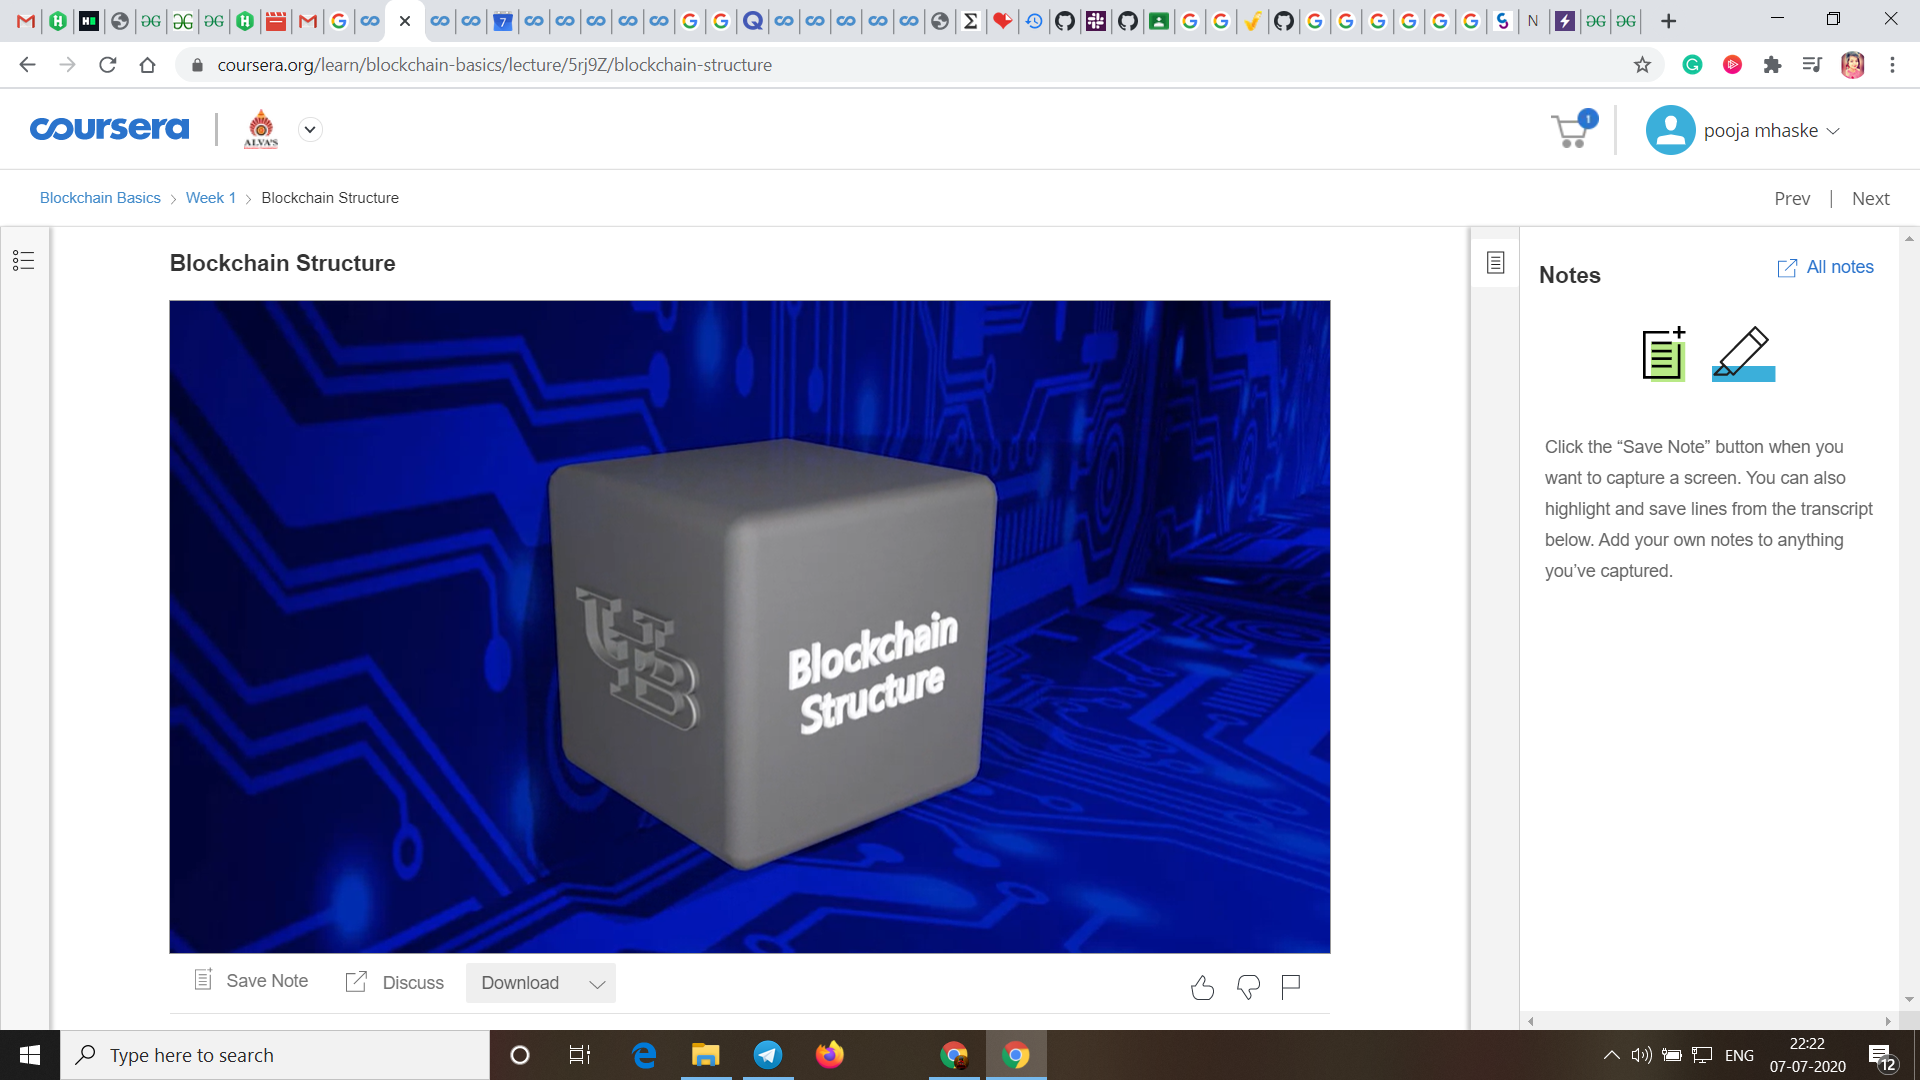 coursera.org/learn/blockchain-basics/lecture/5rj9Z/blockchain-structure
coursera
ALVA'S
1
pooja mhaske
Blockchain Basics
Week 1
Blockchain Structure
Prev
Next
Blockchain Structure
Blockchain
Structure
UB
Notes
All notes
Click the “Save Note” button when you
want to capture a screen. You can also
highlight and save lines from the transcript
below. Add your own notes to anything
you’ve captured.
Save Note
Discuss
Download
Type here to search
ENG
22:22
07-07-2020
12